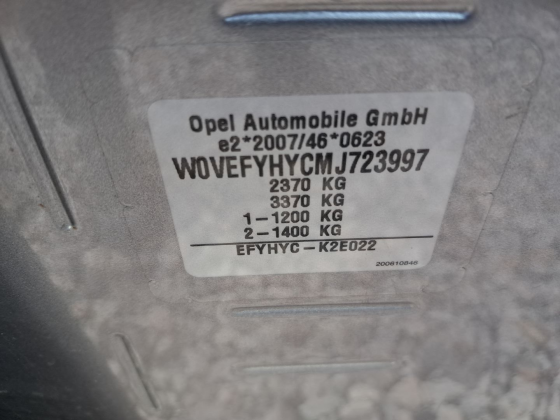 Opel Automobile GmbH
e2*2007/46*0623
W0VEFYHYCMJ723997
2370 KG
3370 KG
1-1200 KG
2-1400 KG
EFYHYC-K2E022
200610846